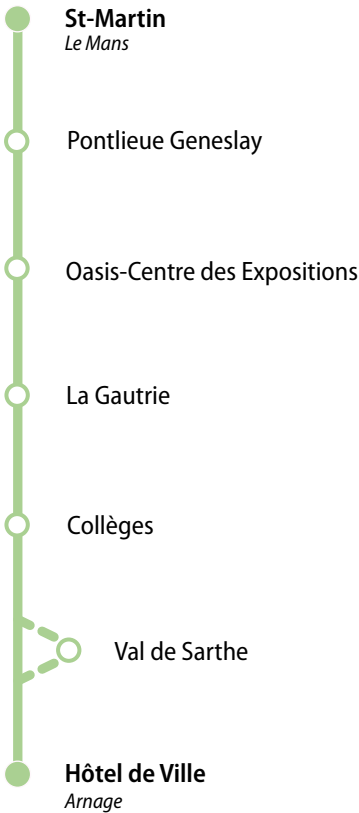 St-Martin
Le Mans
Pontlieue Geneslay
Oasis-Centre des Expositions
La Gautrie
Collèges
Val de Sarthe
Hôtel de Ville
Arnage